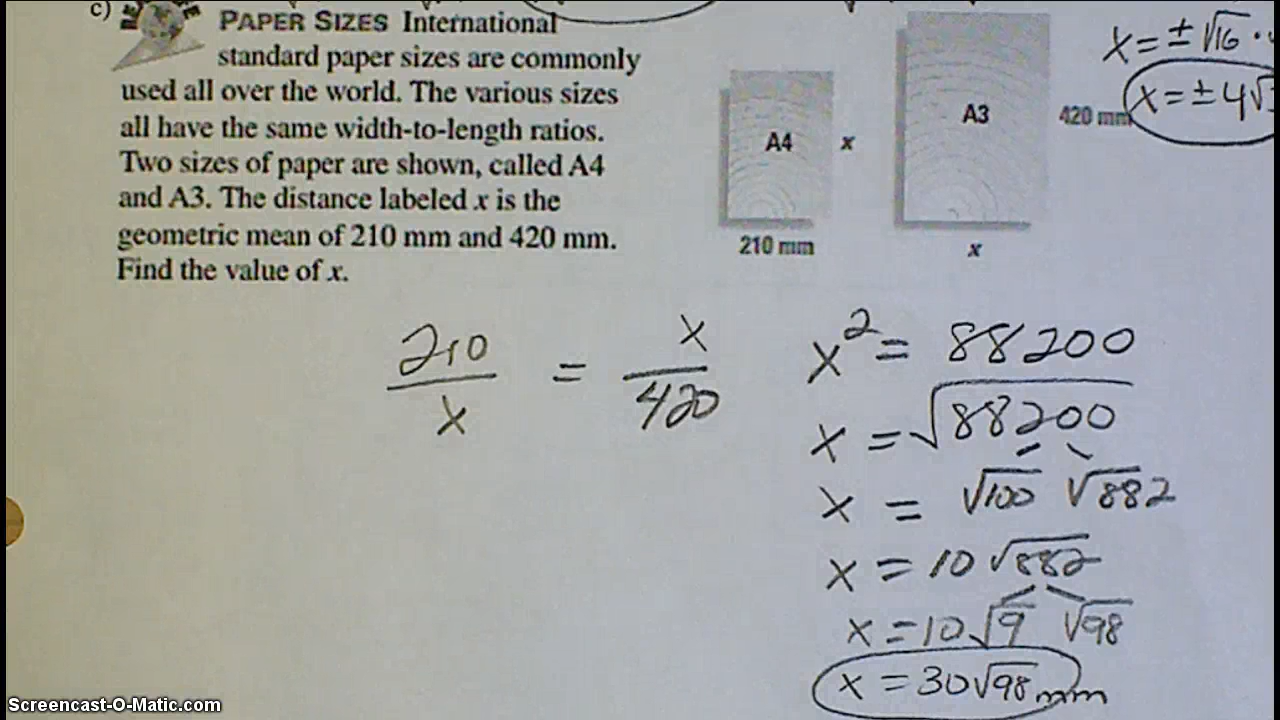 c)
PAPER SIZES International
standard paper sizes are commonly
used all over the world. The various sizes
all have the same width-to-length ratios.
Two sizes of paper are shown, called A4
and A3. The distance labeled x is the
geometric mean of 210 mm and 420 mm.
Find the value of x.
A4
x
210 mm
A3
420 mm
x
x = ±√16 ·
x = ±4√3
210/x = x/420
x² = 88200
x = √88200
x = √100 √882
x = 10 √882
x = 10√9 √98
x = 30√98 mm
Screencast-O-Matic.com